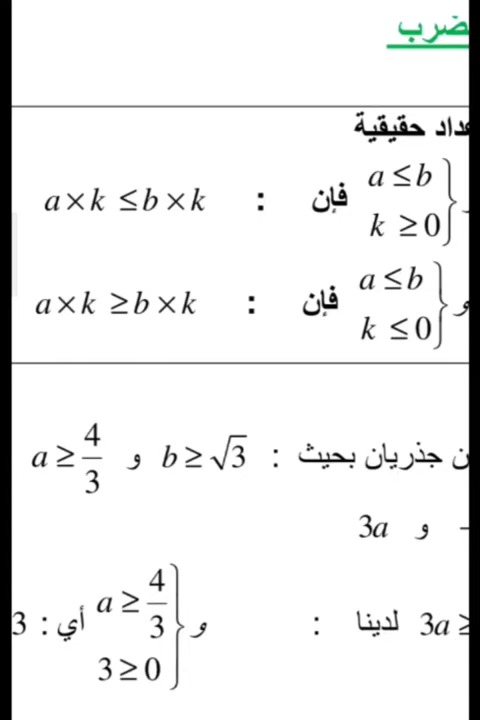 ضرب
عداد حقيقية
a ≤ b
k ≥ 0 } فإن : a × k ≤ b × k
و a ≤ b
k ≤ 0 } فإن : a × k ≥ b × k
ن جذريان بحيث : b ≥ √3 و a ≥ 4/3
- و 3a
3a ≥ لدينا : و } a ≥ 4/3
3 ≥ 0 أي : 3